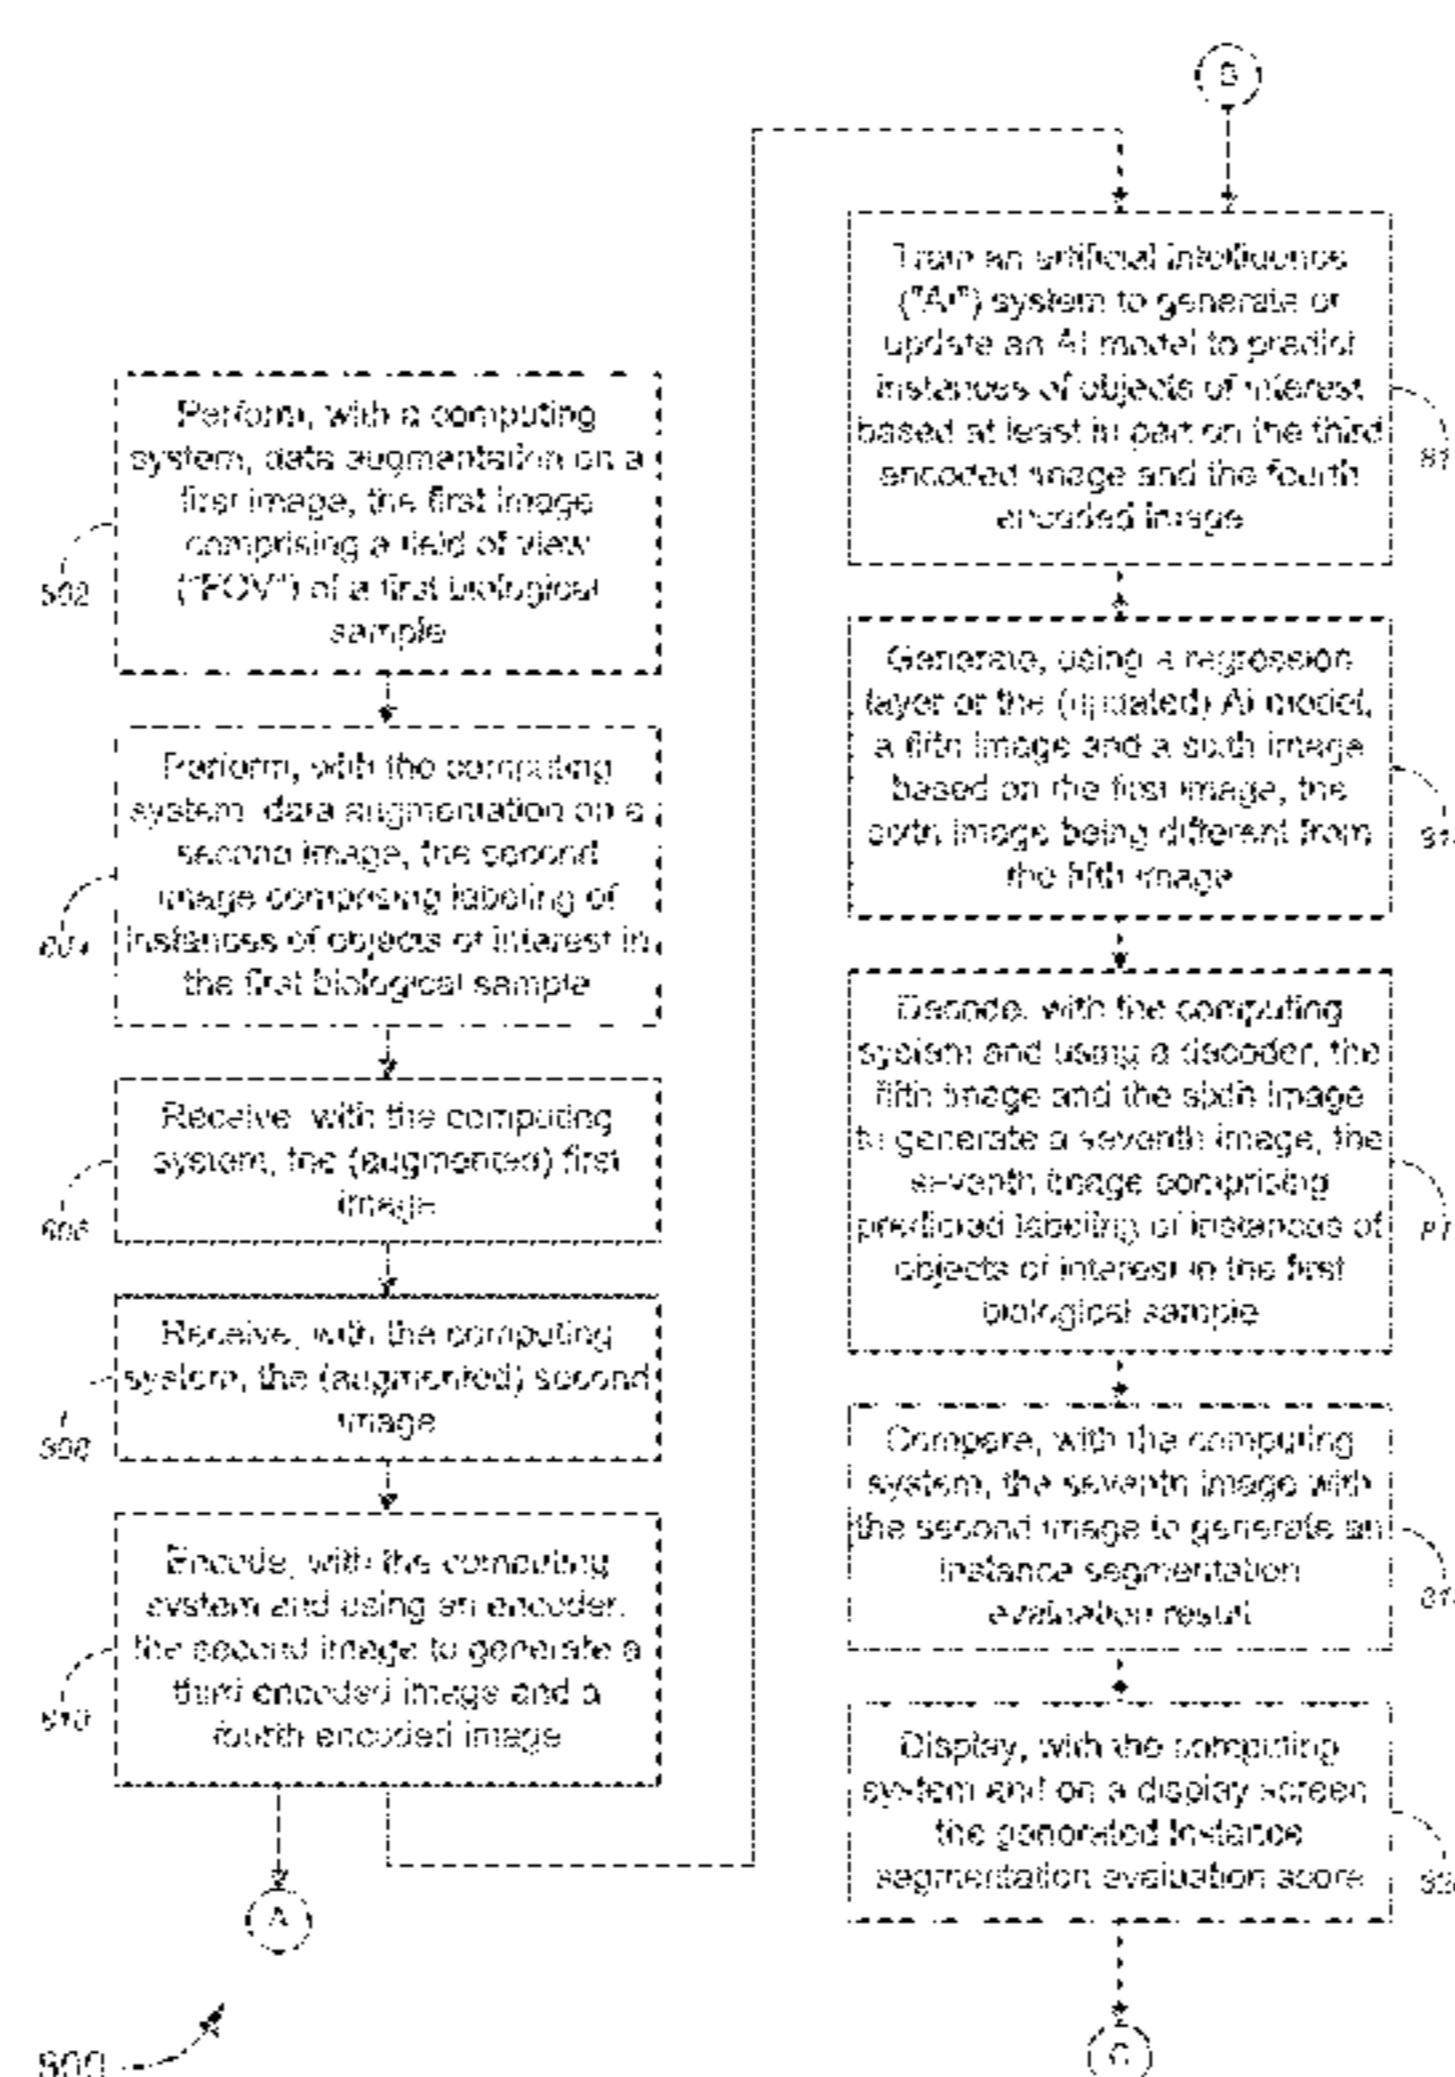 Perform, with a computing
system, data augmentation on a
first image, the first image
comprising a field of view
("FOV") of a first biological
sample
Perform, with the computing
system, data augmentation on a
second image, the second
image comprising labeling of
instances of objects of interest in
the first biological sample
Receive, with the computing
system, the (augmented) first
image
Receive, with the computing
system, the (augmented) second
image
Encode, with the computing
system and using an encoder,
the second image to generate a
third encoded image and a
fourth encoded image
A
Train an artificial intelligence
("AI") system to generate or
update an AI model to predict
instances of objects of interest
based at least in part on the third
encoded image and the fourth
encoded image
Generate, using a regression
layer or the (updated) AI model,
a fifth image and a sixth image
based on the first image, the
sixth image being different from
the fifth image
Decode, with the computing
system and using a decoder, the
fifth image and the sixth image
to generate a seventh image, the
seventh image comprising
predicted labeling of instances of
objects of interest in the first
biological sample
Compare, with the computing
system, the seventh image with
the second image to generate an
instance segmentation
evaluation result
Display, with the computing
system and on a display screen
the generated instance
segmentation evaluation score